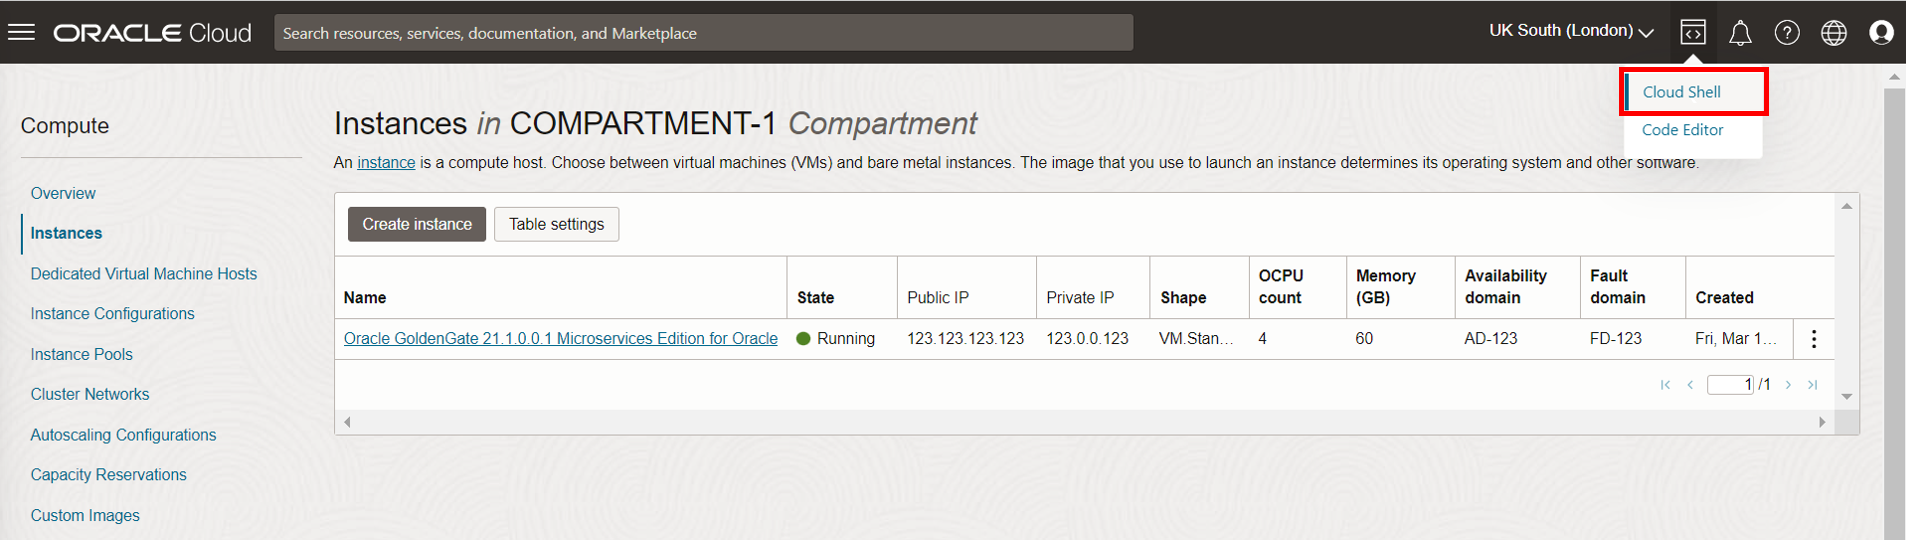 ORACLE Cloud
Search resources, services, documentation, and Marketplace
UK South (London)
Cloud Shell
Code Editor
Compute
Overview
Instances
Dedicated Virtual Machine Hosts
Instance Configurations
Instance Pools
Cluster Networks
Autoscaling Configurations
Capacity Reservations
Custom Images
Instances in COMPARTMENT-1 Compartment
An instance is a compute host. Choose between virtual machines (VMs) and bare metal instances. The image that you use to launch an instance determines its operating system and other software.
Create instance Table settings
Name State Public IP Private IP Shape OCPU count Memory (GB) Availability domain Fault domain Created
Oracle GoldenGate 21.1.0.0.1 Microservices Edition for Oracle Running 123.123.123.123 123.0.0.123 VM.Stan... 4 60 AD-123 FD-123 Fri, Mar 1...
1 /1